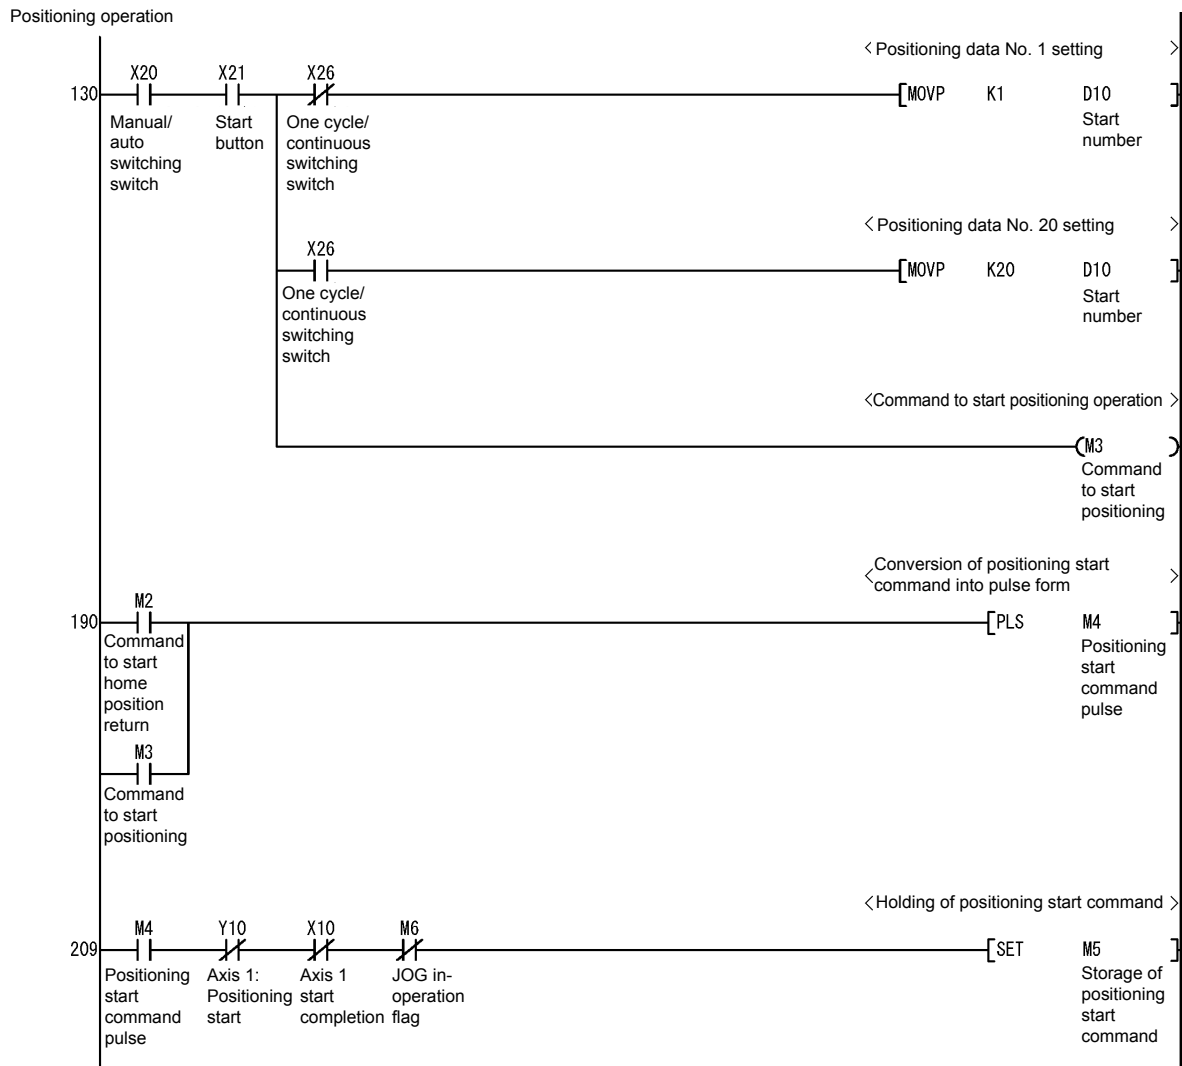 Positioning operation
< Positioning data No. 1 setting >
X20 X21 X26
130 [MOVP K1 D10 ]
Manual/ Start One cycle/ Start
auto button continuous number
switching switching
switch switch
< Positioning data No. 20 setting >
X26
[MOVP K20 D10 ]
One cycle/ Start
continuous number
switching
switch
<Command to start positioning operation >
(M3 )
Command
to start
positioning
Conversion of positioning start
< command into pulse form >
M2
190 [PLS M4 ]
Command Positioning
to start start
home command
position pulse
return
M3
Command
to start
positioning
<Holding of positioning start command >
M4 Y10 X10 M6
209 [SET M5 ]
Positioning Axis 1: Axis 1 JOG in- Storage of
start Positioning start operation positioning
command start completion flag start
pulse command